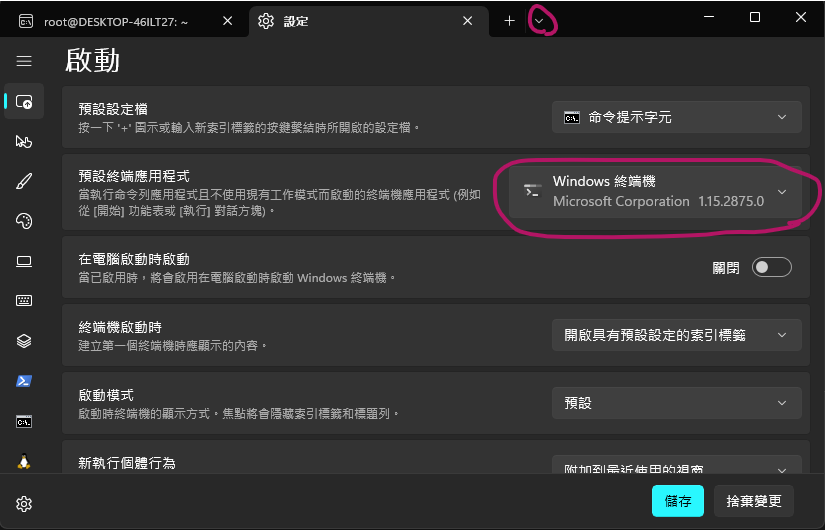 root@DESKTOP-46ILT27: ~
設定
啟動
預設設定檔
按一下 '+' 圖示或輸入新索引標籤的按鍵繫結時所開啟的設定檔。
命令提示字元
預設終端應用程式
當執行命令列應用程式且不使用現有工作模式而啟動的終端機應用程式 (例如
從 [開始] 功能表或 [執行] 對話方塊)。
Windows 終端機
Microsoft Corporation 1.15.2875.0
在電腦啟動時啟動
當已啟用時，將會啟用在電腦啟動時啟動 Windows 終端機。
關閉
終端機啟動時
建立第一個終端機時應顯示的內容。
開啟具有預設設定的索引標籤
啟動模式
啟動時終端機的顯示方式。焦點將會隱藏索引標籤和標題列。
預設
新執行個體行為
附加到最近使用的視窗
儲存
捨棄變更